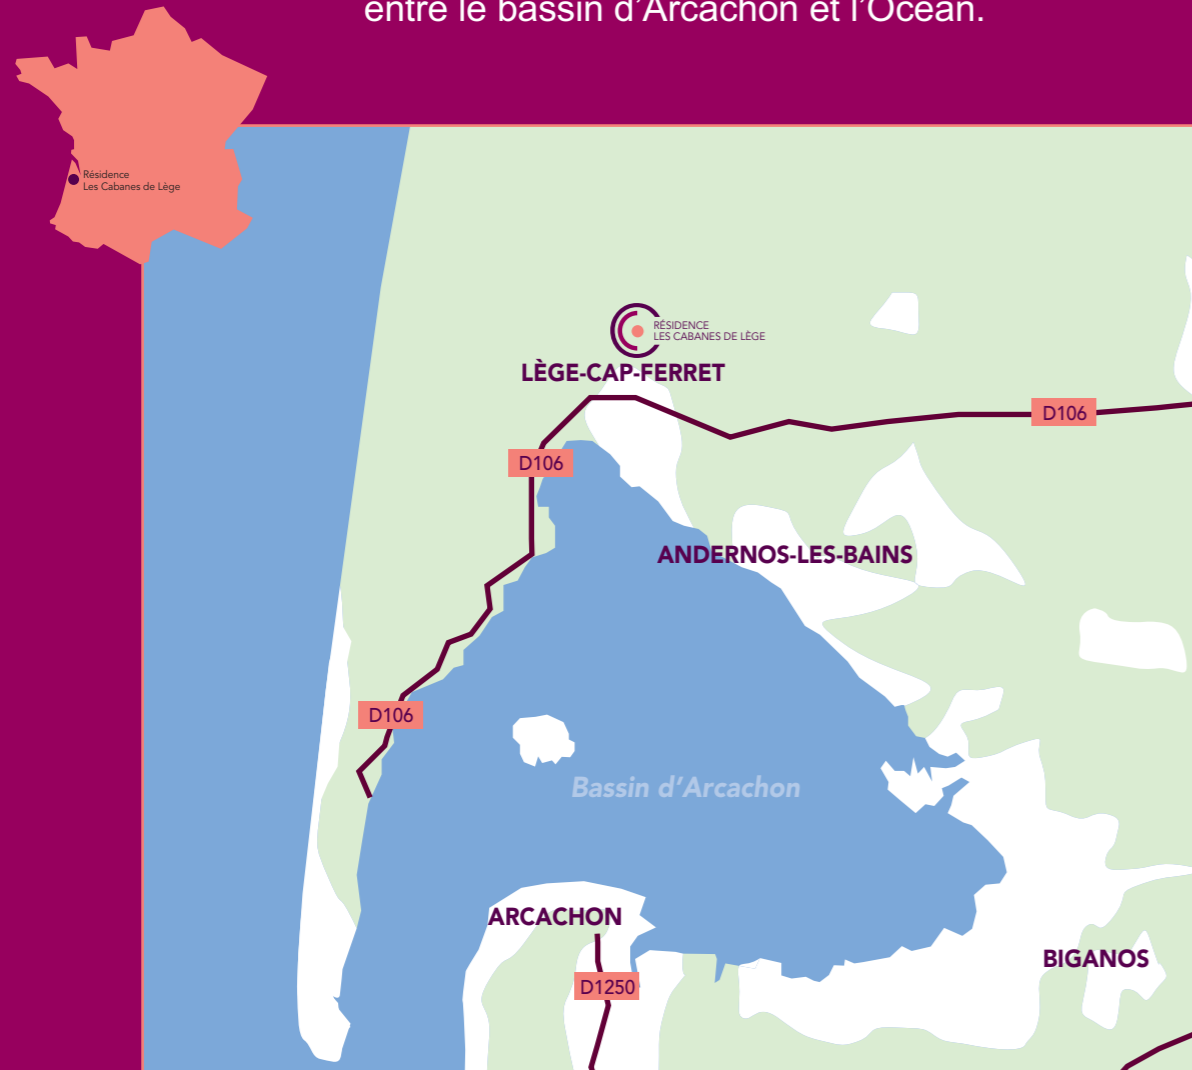 entre le bassin d'Arcachon et l'Océan.
Résidence
Les Cabanes de Lège
RÉSIDENCE
LES CABANES DE LÈGE
LÈGE-CAP-FERRET
D106
D106
ANDERNOS-LES-BAINS
D106
Bassin d'Arcachon
ARCACHON
BIGANOS
D1250